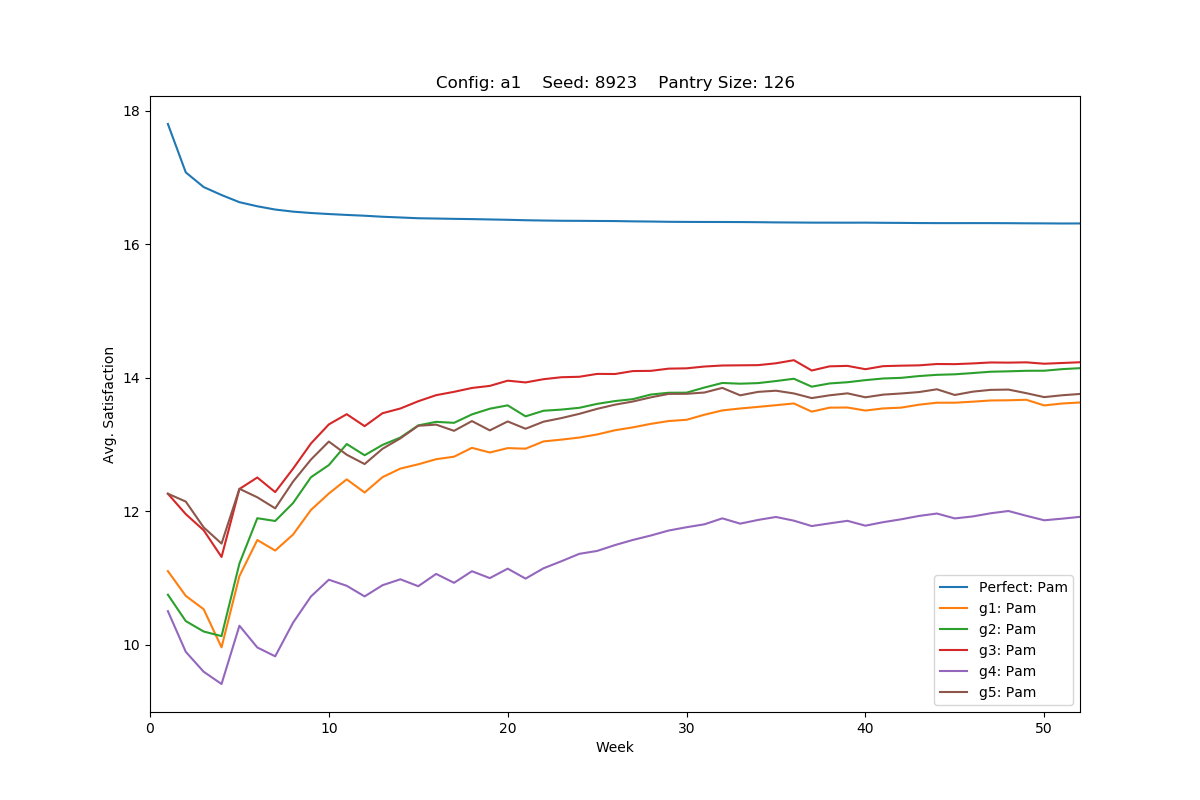 Config: a1    Seed: 8923    Pantry Size: 126
Avg. Satisfaction
18
16
14
12
10
0 10 20 30 40 50
Week
Perfect: Pam
g1: Pam
g2: Pam
g3: Pam
g4: Pam
g5: Pam